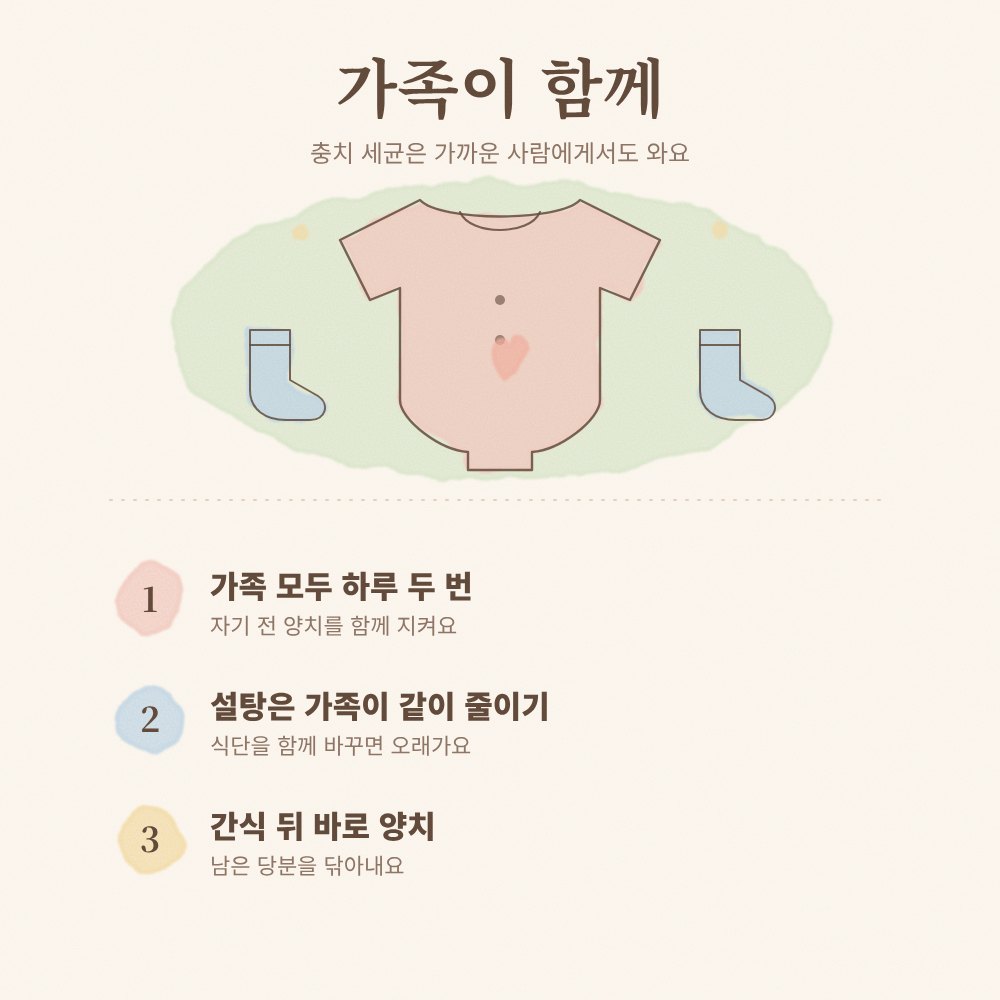 가족이 함께
충치 세균은 가까운 사람에게서도 와요
1
가족 모두 하루 두 번
자기 전 양치를 함께 지켜요
2
설탕은 가족이 같이 줄이기
식단을 함께 바꾸면 오래가요
3
간식 뒤 바로 양치
남은 당분을 닦아내요